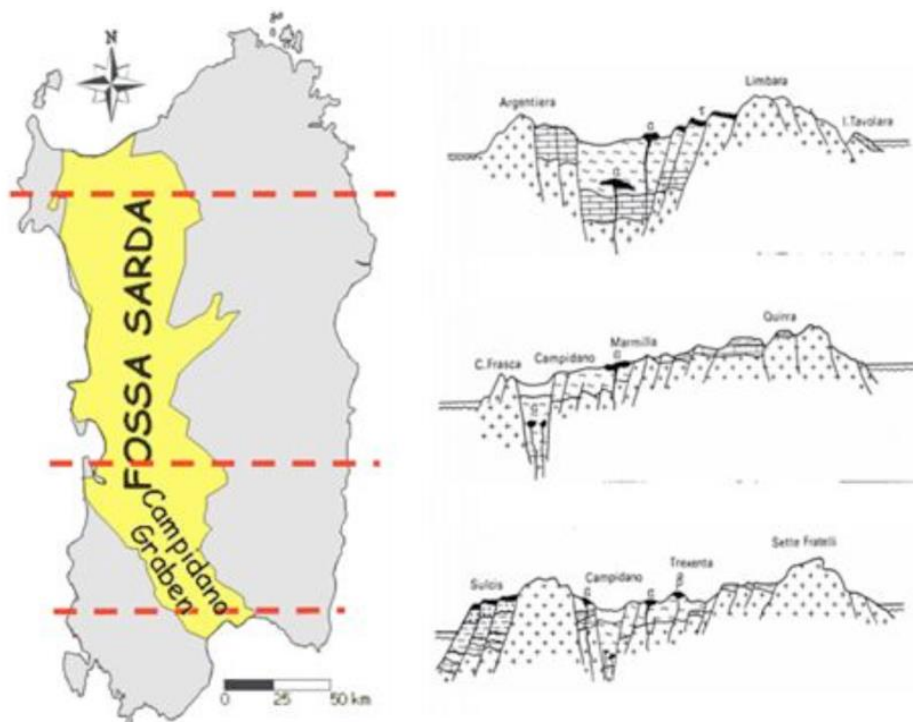 N
FOSSA SARDA
Campidano
Graben
0 25 50 km
Argentiera
Limbara
I.Tavolara
τ
C.Frasca
Campidano
Marmilla
Quirra
Sulcis
Campidano
Trexenta
Sette Fratelli
β